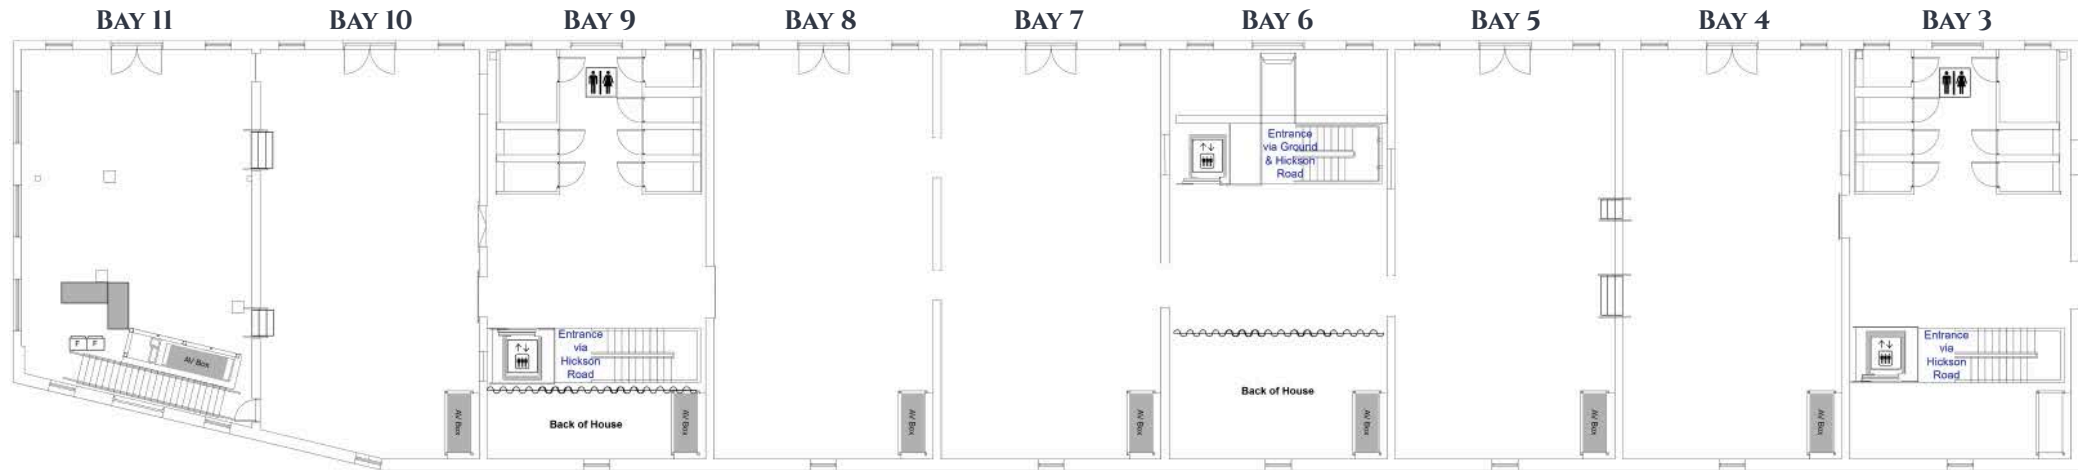 BAY 11
BAY 10
BAY 9
BAY 8
BAY 7
BAY 6
BAY 5
BAY 4
BAY 3
Entrance
via Ground
& Hickson
Road
F F
AV Box
Entrance
via
Hickson
Road
Entrance
via
Hickson
Road
Back of House
Back of House
AV Box
AV Box
AV Box
AV Box
AV Box
AV Box
AV Box